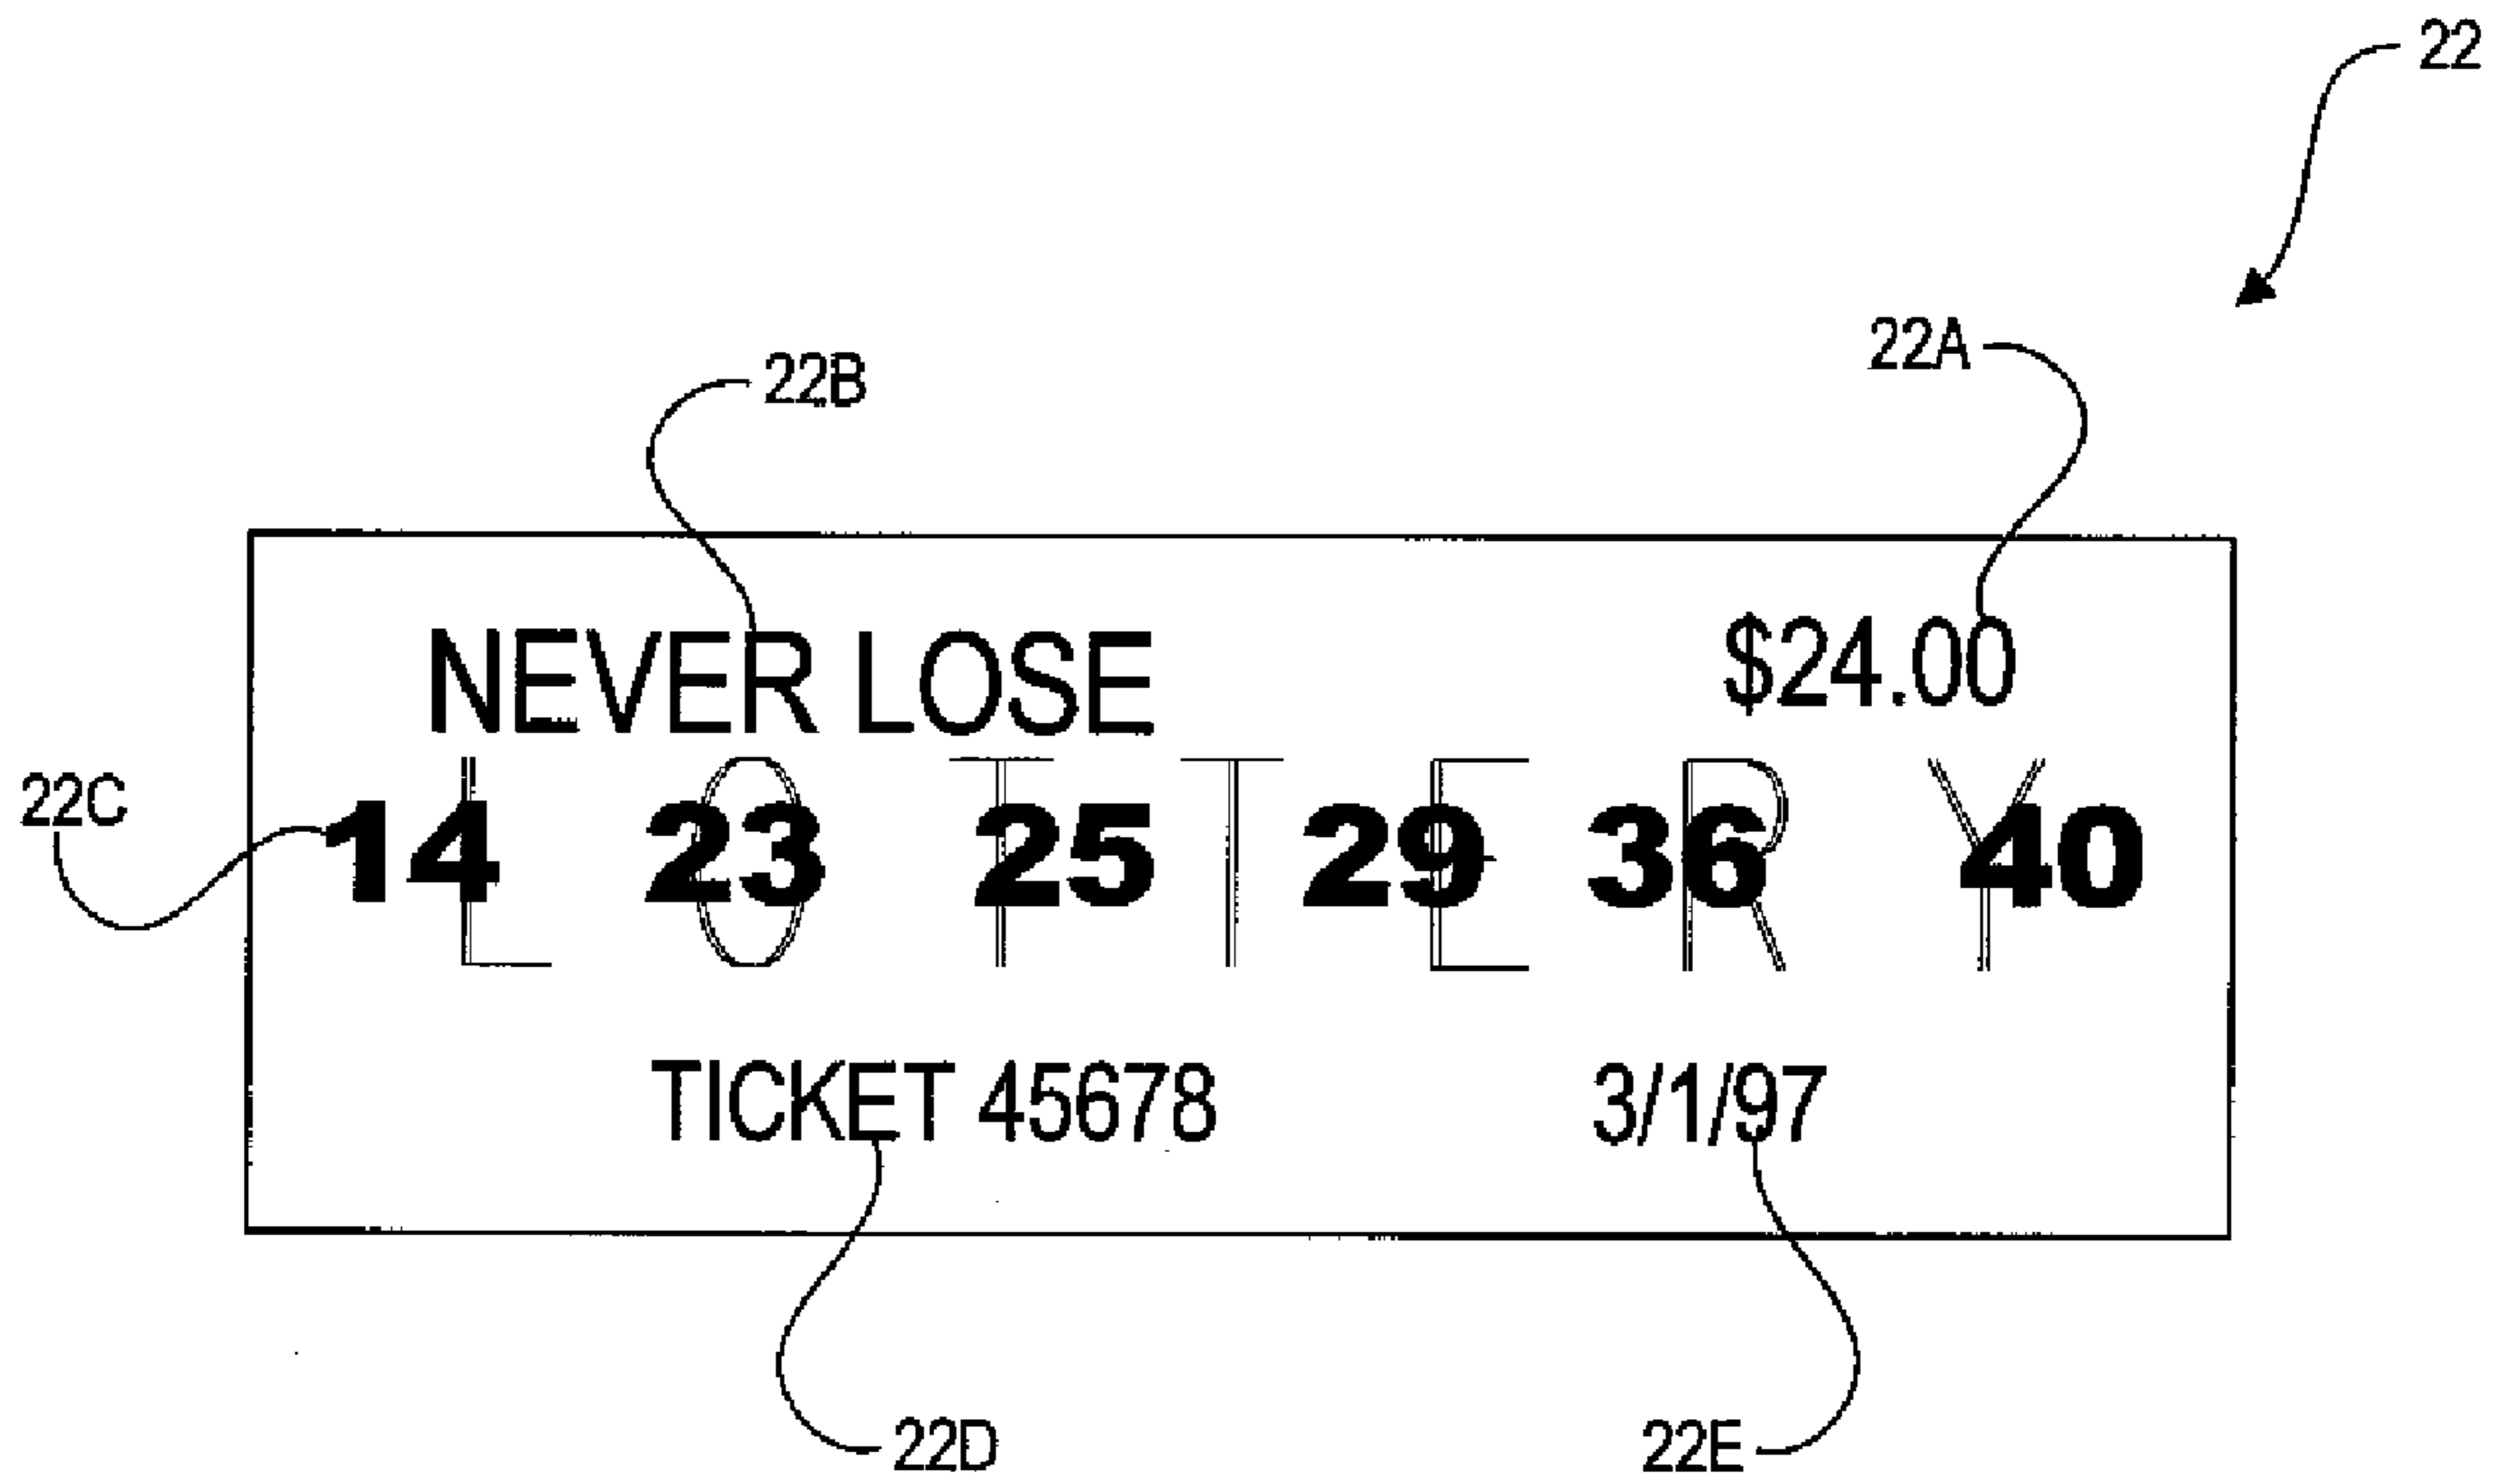 22
22A
22B
NEVER LOSE $24.00
LOTTERY
22C
14 23 25 29 36 40
TICKET 45678 3/1/97
22D 22E